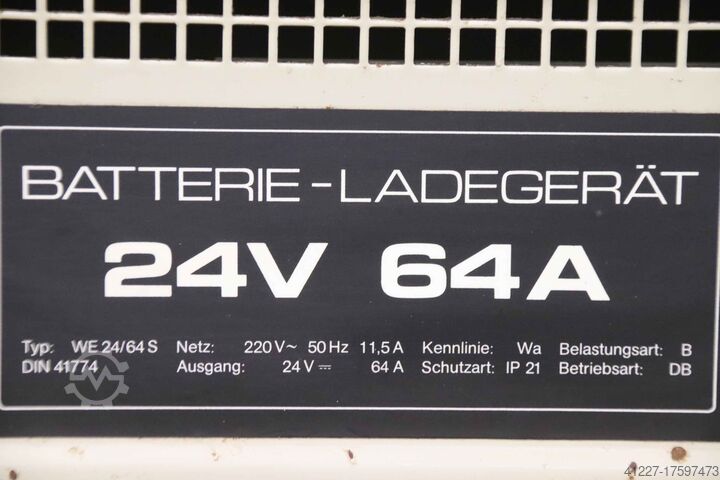 BATTERIE-LADEGERÄT
24V 64A
Typ: WE 24/64 S Netz: 220 V~ 50 Hz 11,5 A Kennlinie: Wa Belastungsart: B
DIN 41774 Ausgang: 24 V⎓ 64 A Schutzart: IP 21 Betriebsart: DB
41227-17597473